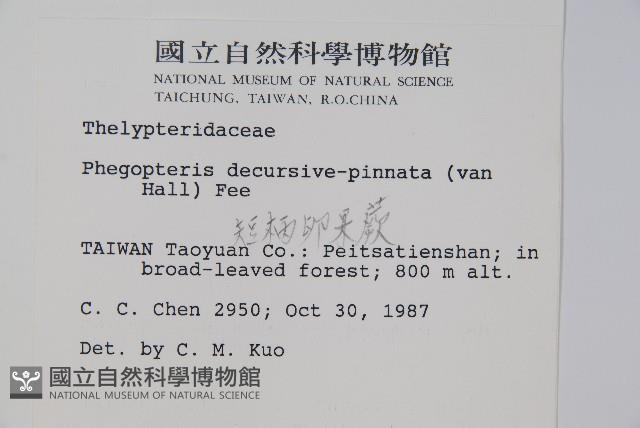 國立自然科學博物館
NATIONAL MUSEUM OF NATURAL SCIENCE
TAICHUNG, TAIWAN, R.O.CHINA
Thelypteridaceae
Phegopteris decursive-pinnata (van
Hall) Fee
短柄卵果蕨
TAIWAN Taoyuan Co.: Peitsatienshan; in
broad-leaved forest; 800 m alt.
C. C. Chen 2950; Oct 30, 1987
Det. by C. M. Kuo
國立自然科學博物館
NATIONAL MUSEUM OF NATURAL SCIENCE